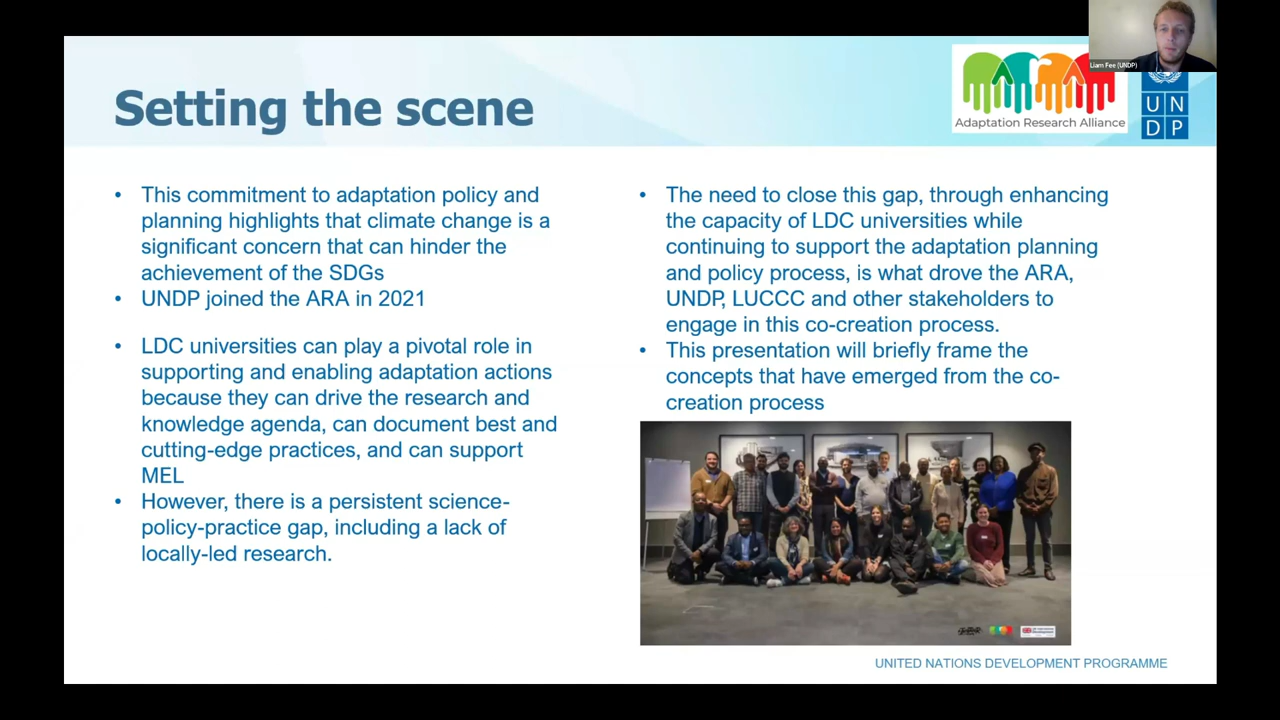 Setting the scene
Adaptation Research Alliance
U N
D P
Liam Fee (UNDP)
• This commitment to adaptation policy and
planning highlights that climate change is a
significant concern that can hinder the
achievement of the SDGs
• UNDP joined the ARA in 2021
• LDC universities can play a pivotal role in
supporting and enabling adaptation actions
because they can drive the research and
knowledge agenda, can document best and
cutting-edge practices, and can support
MEL
• However, there is a persistent science-
policy-practice gap, including a lack of
locally-led research.
• The need to close this gap, through enhancing
the capacity of LDC universities while
continuing to support the adaptation planning
and policy process, is what drove the ARA,
UNDP, LUCCC and other stakeholders to
engage in this co-creation process.
• This presentation will briefly frame the
concepts that have emerged from the co-
creation process
UNITED NATIONS DEVELOPMENT PROGRAMME